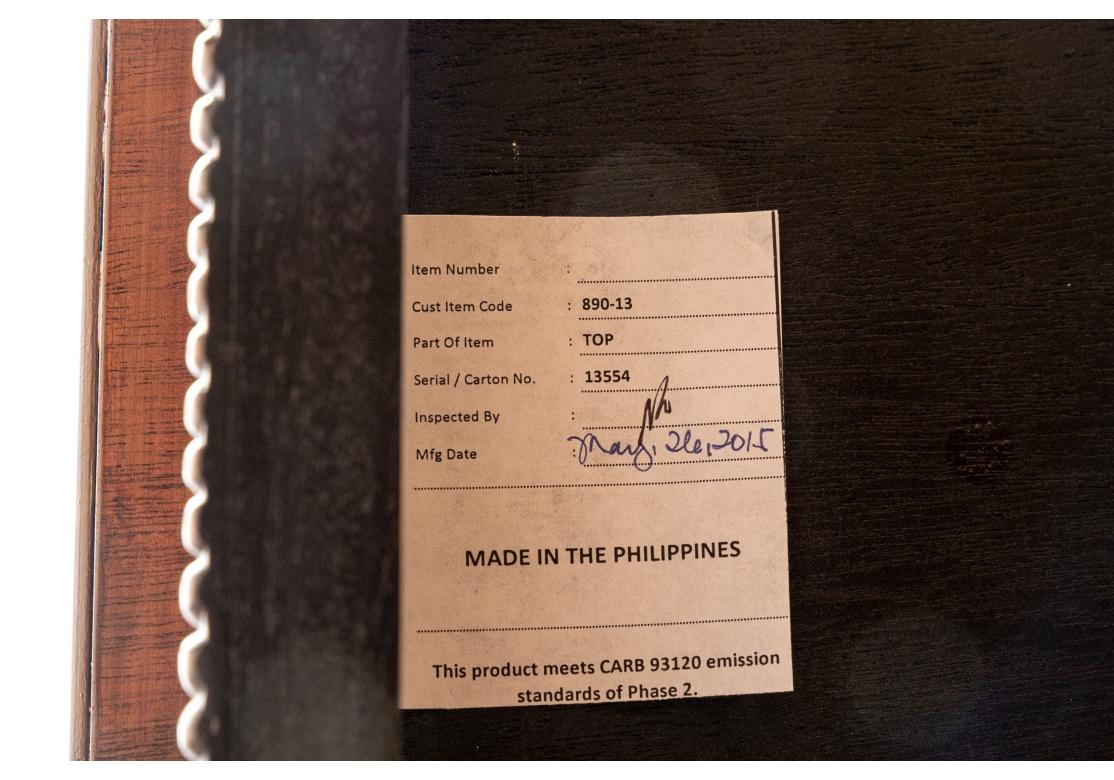 Item Number :
Cust Item Code : 890-13
Part Of Item : TOP
Serial / Carton No. : 13554
Inspected By :
Mfg Date : 26, 2015
MADE IN THE PHILIPPINES
This product meets CARB 93120 emission
standards of Phase 2.